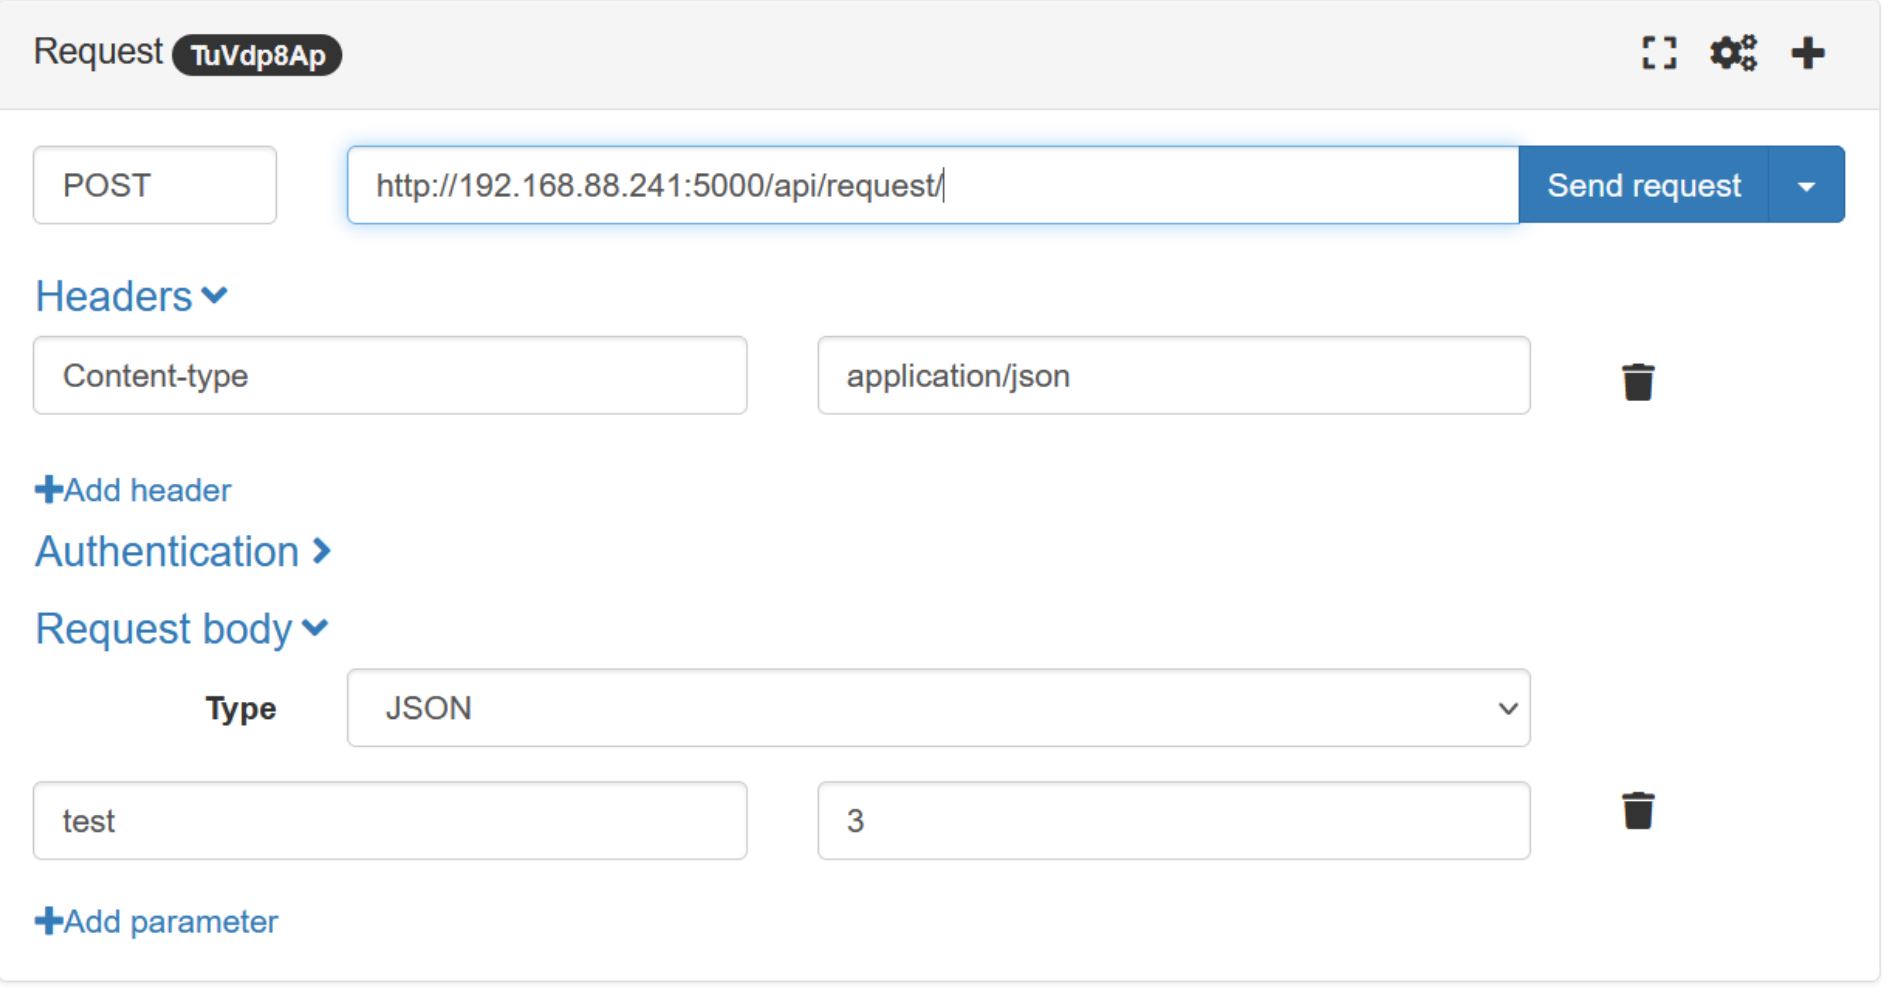 Request TuVdp8Ap
POST http://192.168.88.241:5000/api/request/ Send request
Headers
Content-type application/json
Add header
Authentication
Request body
Type JSON
test 3
Add parameter